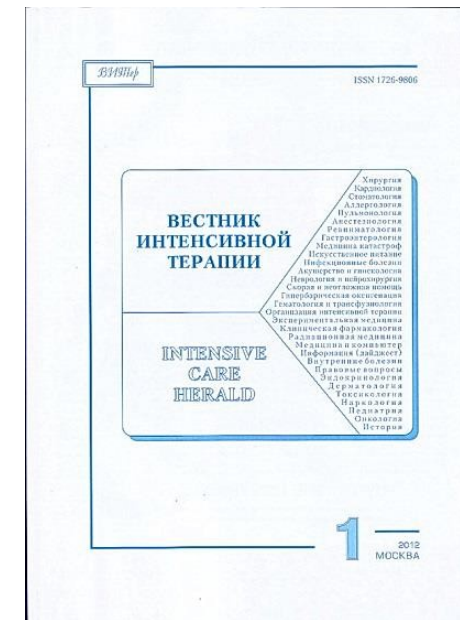 ВИТер
ISSN 1726-9806
ВЕСТНИК
ИНТЕНСИВНОЙ
ТЕРАПИИ
INTENSIVE
CARE
HERALD
Хирургия
Кардиология
Стоматология
Аллергология
Пульмонология
Анестезиология
Реаниматология
Гастроэнтерология
Медицина катастроф
Искусственное питание
Инфекционные болезни
Акушерство и гинекология
Неврология и нейрохирургия
Скорая и неотложная помощь
Гипербарическая оксигенация
Гематология и трансфузиология
Организация интенсивной терапии
Экспериментальная медицина
Клиническая фармакология
Радиационная медицина
Медицина и компьютер
Информация (дайджест)
Внутренние болезни
Правовые вопросы
Эндокринология
Дерматология
Токсикология
Наркология
Педиатрия
Онкология
История
1
2012
МОСКВА